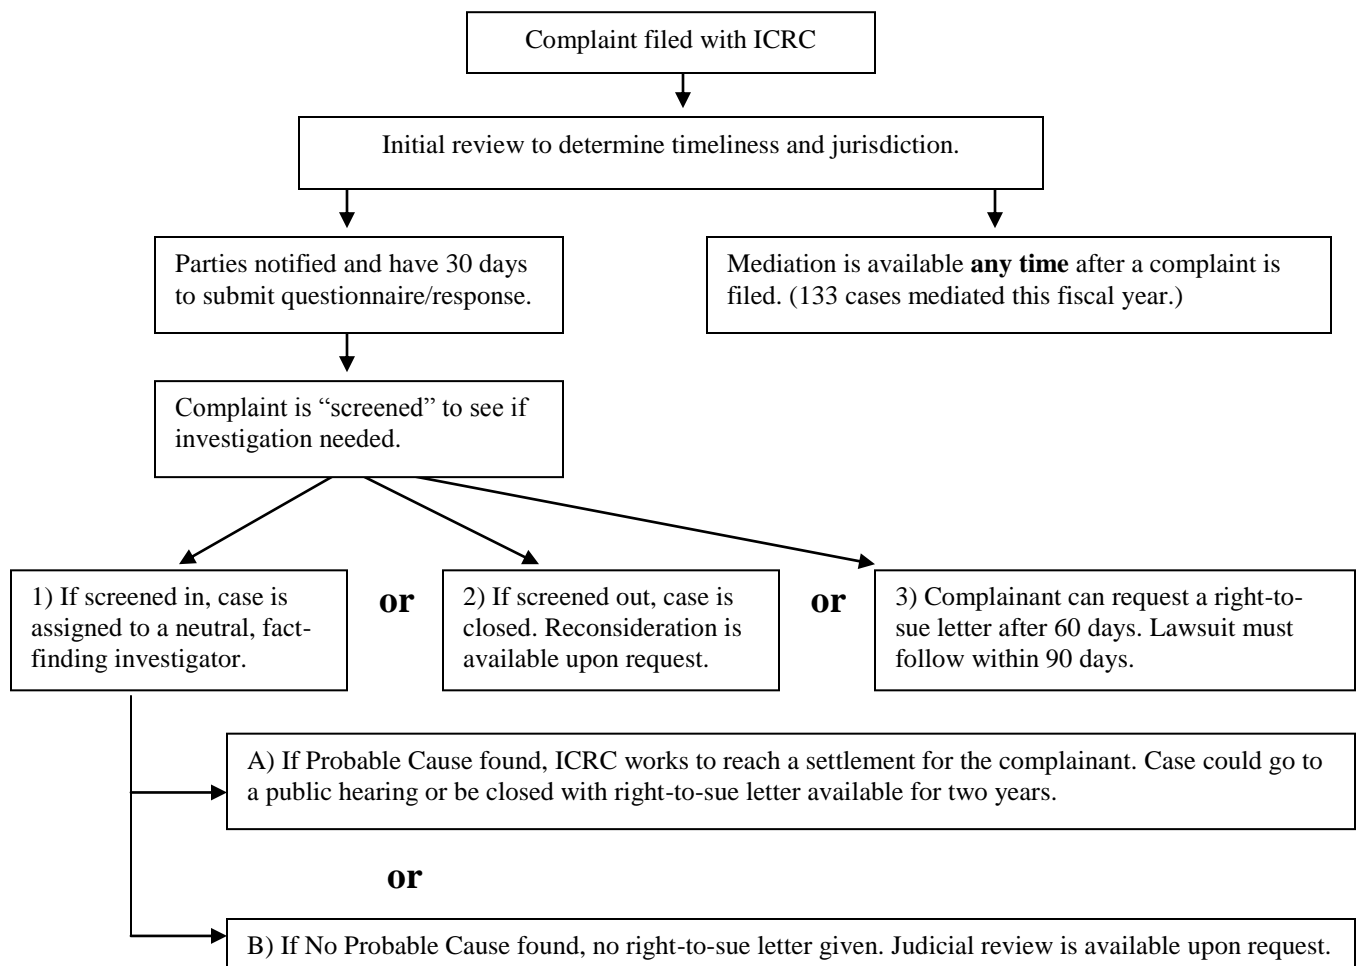 Complaint filed with ICRC
Initial review to determine timeliness and jurisdiction.
Parties notified and have 30 days
to submit questionnaire/response.
Mediation is available any time after a complaint is
filed. (133 cases mediated this fiscal year.)
Complaint is “screened” to see if
investigation needed.
1) If screened in, case is
assigned to a neutral, fact-
finding investigator.
or
2) If screened out, case is
closed. Reconsideration is
available upon request.
or
3) Complainant can request a right-to-
sue letter after 60 days. Lawsuit must
follow within 90 days.
A) If Probable Cause found, ICRC works to reach a settlement for the complainant. Case could go to
a public hearing or be closed with right-to-sue letter available for two years.
or
B) If No Probable Cause found, no right-to-sue letter given. Judicial review is available upon request.